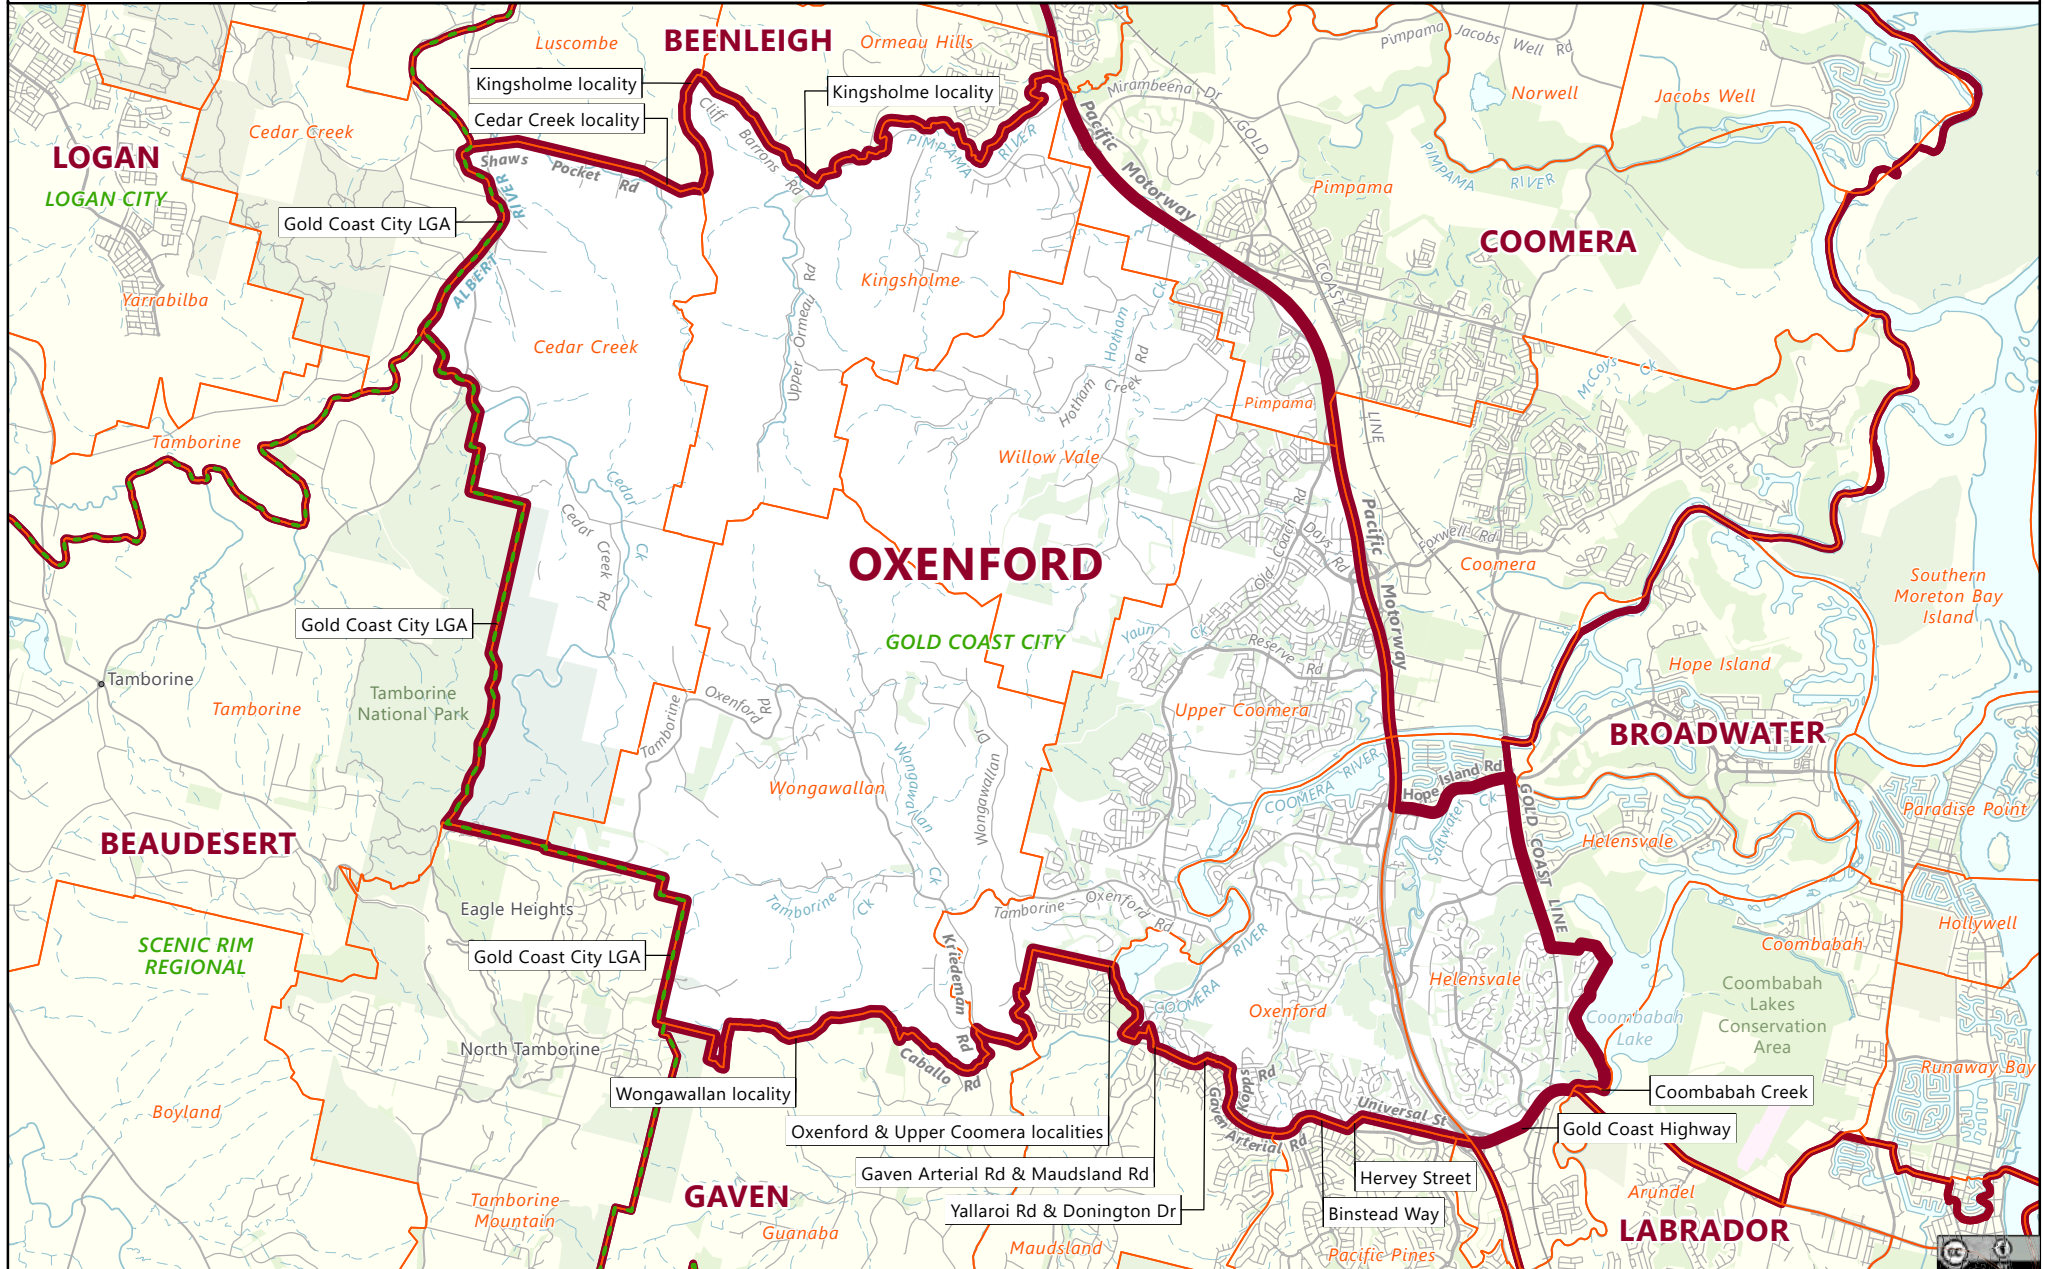 Luscombe
BEENLEIGH
Ormeau Hills
Pimpama Jacobs Well Rd
Kingsholme locality
Kingsholme locality
Mirambeena Dr
Norwell
Jacobs Well
Cedar Creek
Cedar Creek locality
Cliff Barrons Rd
PIMPAMA RIVER
Pacific Motorway
GOLD COAST LINE
PIMPAMA RIVER
LOGAN
LOGAN CITY
Shaws Pocket Rd
Pimpama
Gold Coast City LGA
ALBERT RIVER
COOMERA
Yarrabilba
Kingsholme
Upper Ormeau Rd
Cedar Creek
Hotham Ck
Hotham Creek Rd
McCoys Ck
Pimpama
Tamborine
Willow Vale
Cedar Ck
Cedar Creek Rd
Old Coach Rd
Days Rd
Pacific Motorway
Foxwell Rd
Coomera
OXENFORD
GOLD COAST CITY
Southern
Moreton Bay
Island
Gold Coast City LGA
Yaun Ck
Reserve Rd
Hope Island
Tamborine
Tamborine
Tamborine
National Park
Tamborine Oxenford Rd
Upper Coomera
BROADWATER
Wongawallan
Wongawallan Ck
Wongawallan Dr
COOMERA RIVER
Hope Island Rd
Saltwater Ck
GOLD COAST LINE
Paradise Point
Helensvale
BEAUDESERT
Eagle Heights
Tamborine Ck
Tamborine - Oxenford Rd
Hollywell
SCENIC RIM
REGIONAL
Gold Coast City LGA
Kriedeman Rd
COOMERA RIVER
Coombabah
Helensvale
Oxenford
Coombabah
Lakes
Conservation
Area
Coombabah
Lake
North Tamborine
Caballo Rd
Runaway Bay
Wongawallan locality
Kopps Rd
Gaven Arterial Rd
Universal St
Coombabah Creek
Boyland
Oxenford & Upper Coomera localities
Gold Coast Highway
Gaven Arterial Rd & Maudsland Rd
Hervey Street
Tamborine
Mountain
GAVEN
Yallaroi Rd & Donington Dr
Binstead Way
Arundel
Guanaba
Maudsland
Pacific Pines
LABRADOR
cc